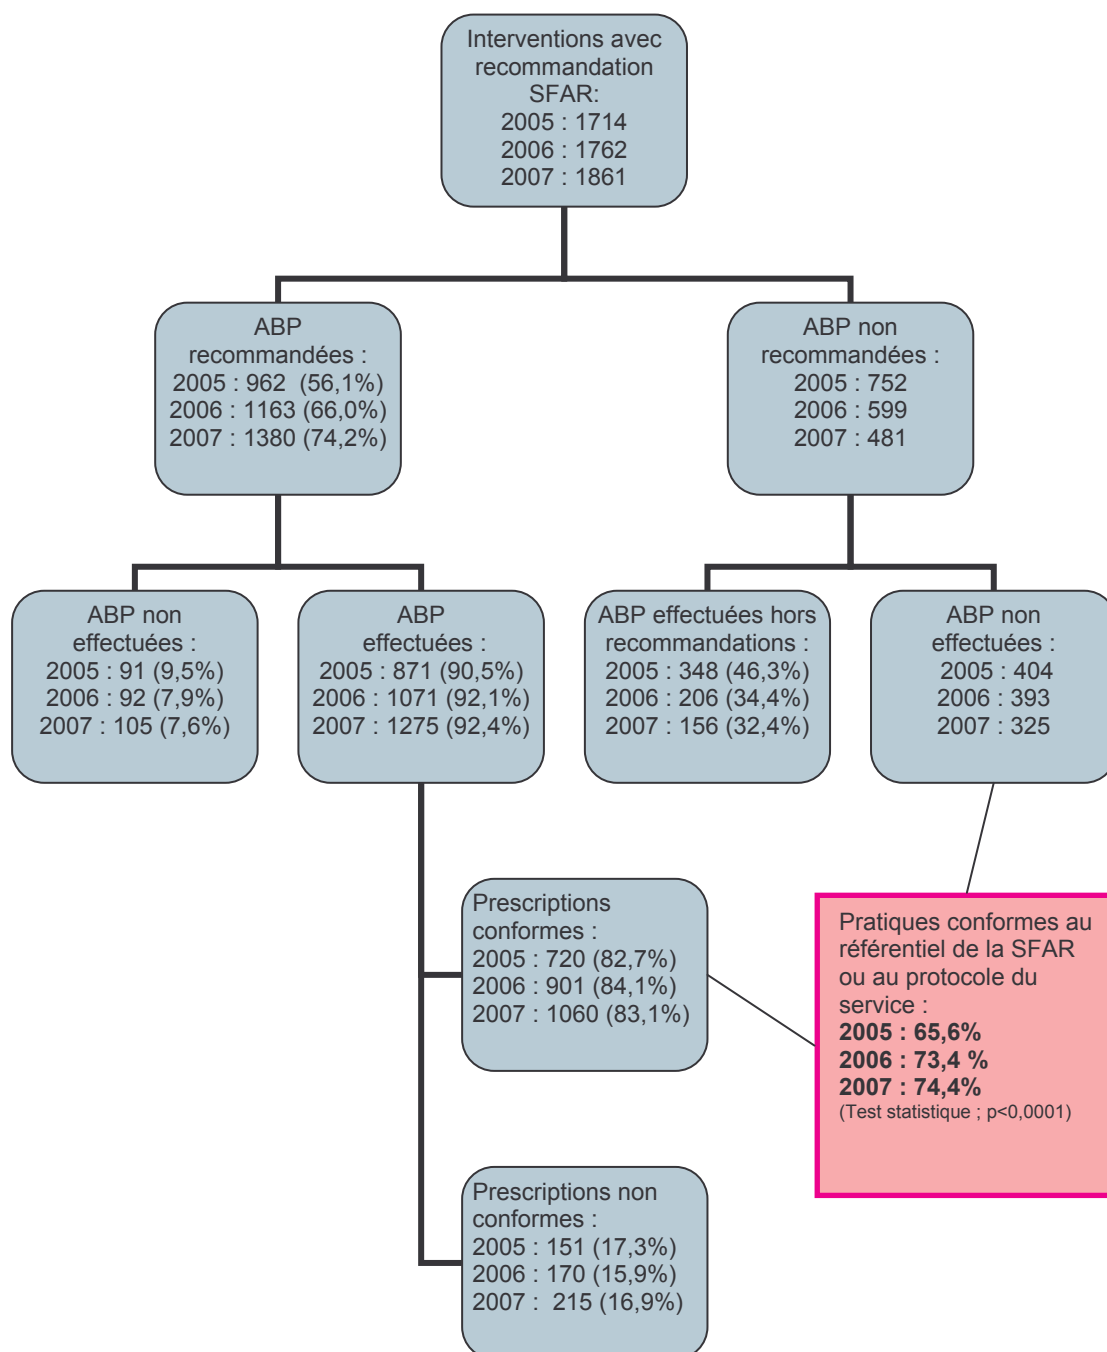 Interventions avec
recommandation
SFAR:
2005 : 1714
2006 : 1762
2007 : 1861
ABP
recommandées :
2005 : 962 (56,1%)
2006 : 1163 (66,0%)
2007 : 1380 (74,2%)
ABP non
recommandées :
2005 : 752
2006 : 599
2007 : 481
ABP non
effectuées :
2005 : 91 (9,5%)
2006 : 92 (7,9%)
2007 : 105 (7,6%)
ABP
effectuées :
2005 : 871 (90,5%)
2006 : 1071 (92,1%)
2007 : 1275 (92,4%)
ABP effectuées hors
recommandations :
2005 : 348 (46,3%)
2006 : 206 (34,4%)
2007 : 156 (32,4%)
ABP non
effectuées :
2005 : 404
2006 : 393
2007 : 325
Prescriptions
conformes :
2005 : 720 (82,7%)
2006 : 901 (84,1%)
2007 : 1060 (83,1%)
Pratiques conformes au
référentiel de la SFAR
ou au protocole du
service :
2005 : 65,6%
2006 : 73,4 %
2007 : 74,4%
(Test statistique ; p<0,0001)
Prescriptions non
conformes :
2005 : 151 (17,3%)
2006 : 170 (15,9%)
2007 : 215 (16,9%)